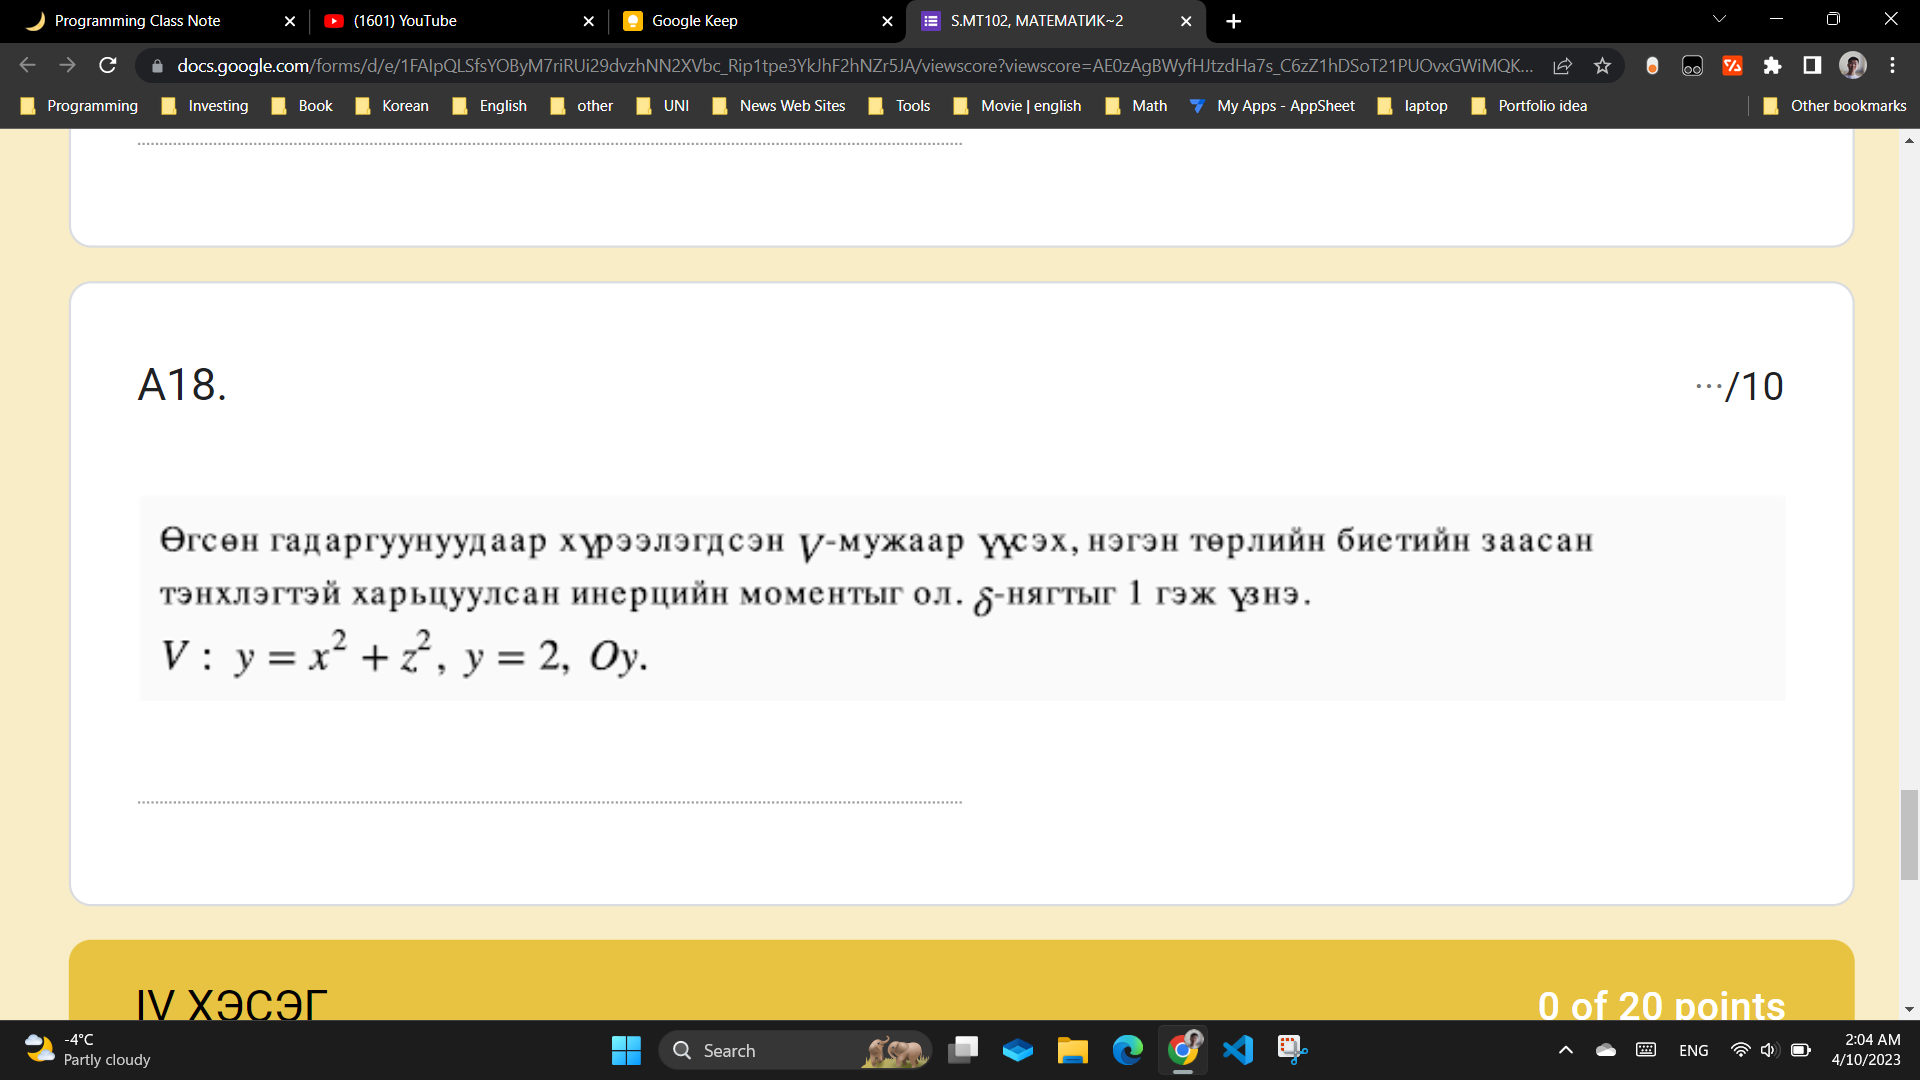 Programming Class Note
(1601) YouTube
Google Keep
S.MT102, МАТЕМАТИК~2
docs.google.com/forms/d/e/1FAIpQLSfsYOByM7riRUi29dvzhNN2XVbc_Rip1tpe3YkJhF2hNZr5JA/viewscore?viewscore=AE0zAgBWyfHJtzdHa7s_C6zZ1hDSoT21PUOvxGWiMQK...
Programming Investing Book Korean English other UNI News Web Sites Tools Movie | english Math My Apps - AppSheet laptop Portfolio idea Other bookmarks
A18.
···/10
Өгсөн гадаргуунуудаар хүрээлэгдсэн V-мужаар үүсэх, нэгэн төрлийн биетийн заасан
тэнхлэгтэй харьцуулсан инерцийн моментыг ол. δ-нягтыг 1 гэж үзнэ.
V : y = x² + z², y = 2, Oy.
IV ХЭСЭГ
0 of 20 points
-4°C
Partly cloudy
Search
ENG
2:04 AM
4/10/2023